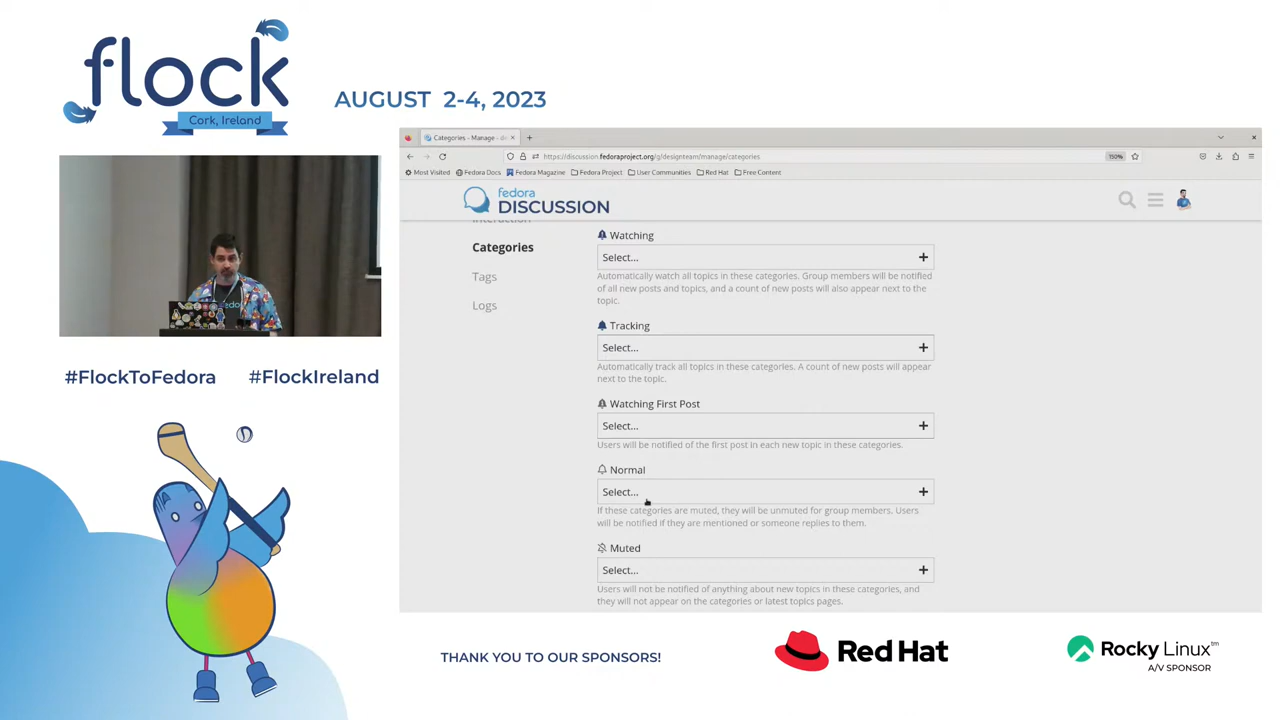 flock
Cork, Ireland
AUGUST 2-4, 2023
#FlockToFedora #FlockIreland
Categories - Manage - de
https://discussion.fedoraproject.org/g/designteam/manage/categories
110%
Most Visited Fedora Docs Fedora Magazine Fedora Project User Communities Red Hat Free Content
fedora
DISCUSSION
Interaction
Categories
Tags
Logs
Watching
Select...
Automatically watch all topics in these categories. Group members will be notified
of all new posts and topics, and a count of new posts will also appear next to the
topic.
Tracking
Select...
Automatically track all topics in these categories. A count of new posts will appear
next to the topic.
Watching First Post
Select...
Users will be notified of the first post in each new topic in these categories.
Normal
Select...
If these categories are muted, they will be unmuted for group members. Users
will be notified if they are mentioned or someone replies to them.
Muted
Select...
Users will not be notified of anything about new topics in these categories, and
they will not appear on the categories or latest topics pages.
THANK YOU TO OUR SPONSORS!
Red Hat
Rocky Linux™
A/V SPONSOR